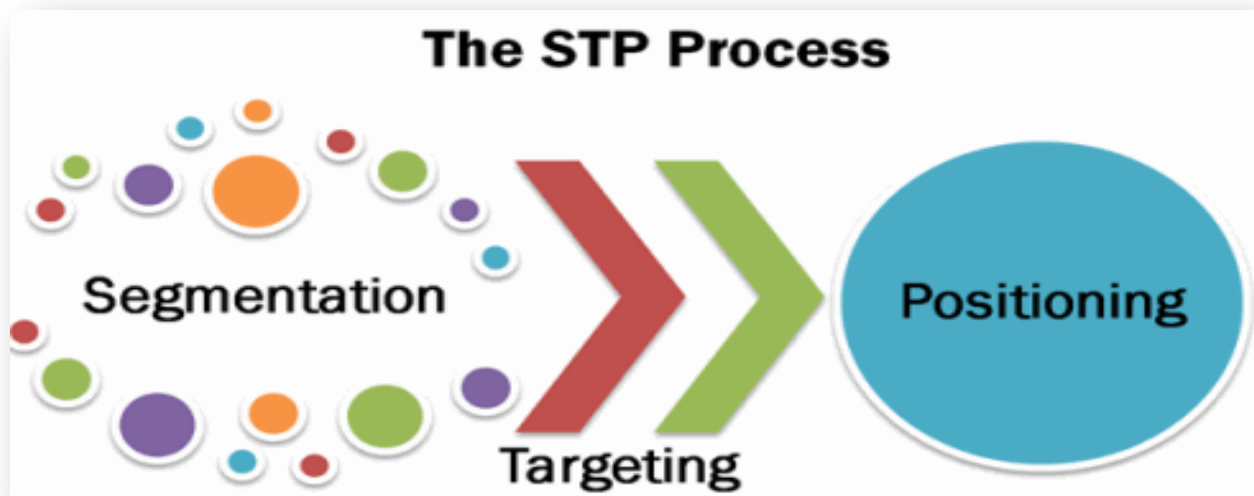 The STP Process
Segmentation
Targeting
Positioning